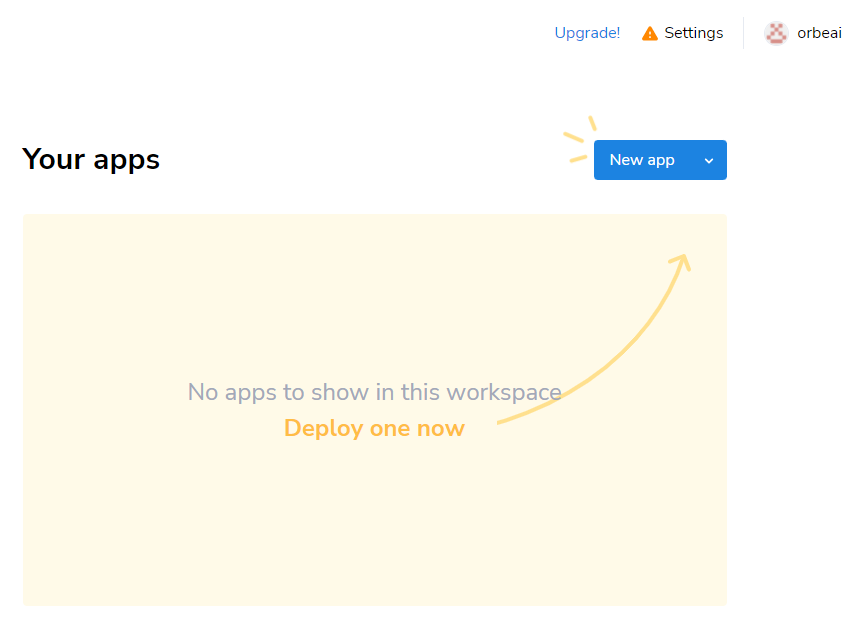 Upgrade! Settings orbeai
Your apps
New app
No apps to show in this workspace
Deploy one now